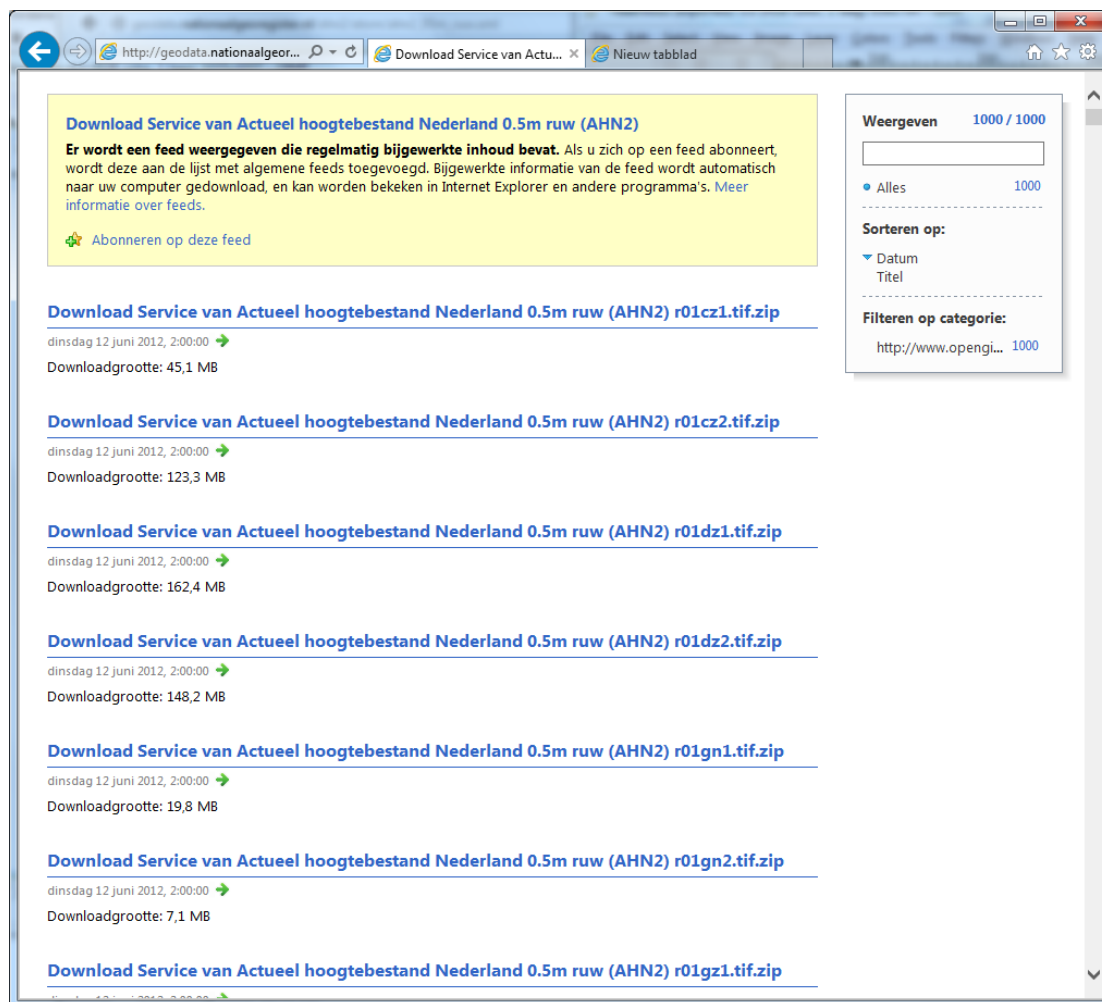 http://geodata.nationaalgeor...
Download Service van Actu...
Nieuw tabblad
Download Service van Actueel hoogtebestand Nederland 0.5m ruw (AHN2)
Er wordt een feed weergegeven die regelmatig bijgewerkte inhoud bevat. Als u zich op een feed abonneert,
wordt deze aan de lijst met algemene feeds toegevoegd. Bijgewerkte informatie van de feed wordt automatisch
naar uw computer gedownload, en kan worden bekeken in Internet Explorer en andere programma's. Meer
informatie over feeds.
Abonneren op deze feed
Weergeven 1000 / 1000
Alles 1000
Sorteren op:
Datum
Titel
Filteren op categorie:
http://www.opengi... 1000
Download Service van Actueel hoogtebestand Nederland 0.5m ruw (AHN2) r01cz1.tif.zip
dinsdag 12 juni 2012, 2:00:00
Downloadgrootte: 45,1 MB
Download Service van Actueel hoogtebestand Nederland 0.5m ruw (AHN2) r01cz2.tif.zip
dinsdag 12 juni 2012, 2:00:00
Downloadgrootte: 123,3 MB
Download Service van Actueel hoogtebestand Nederland 0.5m ruw (AHN2) r01dz1.tif.zip
dinsdag 12 juni 2012, 2:00:00
Downloadgrootte: 162,4 MB
Download Service van Actueel hoogtebestand Nederland 0.5m ruw (AHN2) r01dz2.tif.zip
dinsdag 12 juni 2012, 2:00:00
Downloadgrootte: 148,2 MB
Download Service van Actueel hoogtebestand Nederland 0.5m ruw (AHN2) r01gn1.tif.zip
dinsdag 12 juni 2012, 2:00:00
Downloadgrootte: 19,8 MB
Download Service van Actueel hoogtebestand Nederland 0.5m ruw (AHN2) r01gn2.tif.zip
dinsdag 12 juni 2012, 2:00:00
Downloadgrootte: 7,1 MB
Download Service van Actueel hoogtebestand Nederland 0.5m ruw (AHN2) r01gz1.tif.zip